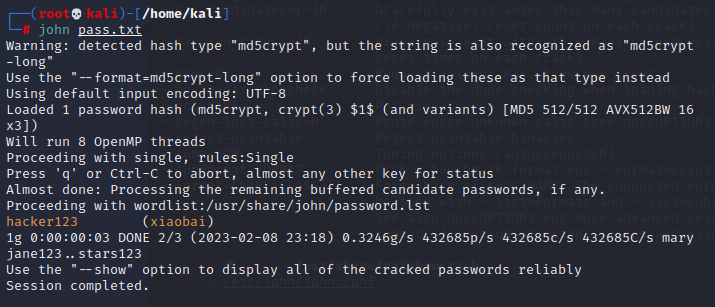 ┌──(root💀kali)-[/home/kali]
└─# john pass.txt
Warning: detected hash type "md5crypt", but the string is also recognized as "md5crypt
-long"
Use the "--format=md5crypt-long" option to force loading these as that type instead
Using default input encoding: UTF-8
Loaded 1 password hash (md5crypt, crypt(3) $1$ (and variants) [MD5 512/512 AVX512BW 16
x3])
Will run 8 OpenMP threads
Proceeding with single, rules:Single
Press 'q' or Ctrl-C to abort, almost any other key for status
Almost done: Processing the remaining buffered candidate passwords, if any.
Proceeding with wordlist:/usr/share/john/password.lst
hacker123        (xiaobai)
1g 0:00:00:03 DONE 2/3 (2023-02-08 23:18) 0.3246g/s 432685p/s 432685c/s 432685C/s mary
jane123..stars123
Use the "--show" option to display all of the cracked passwords reliably
Session completed.